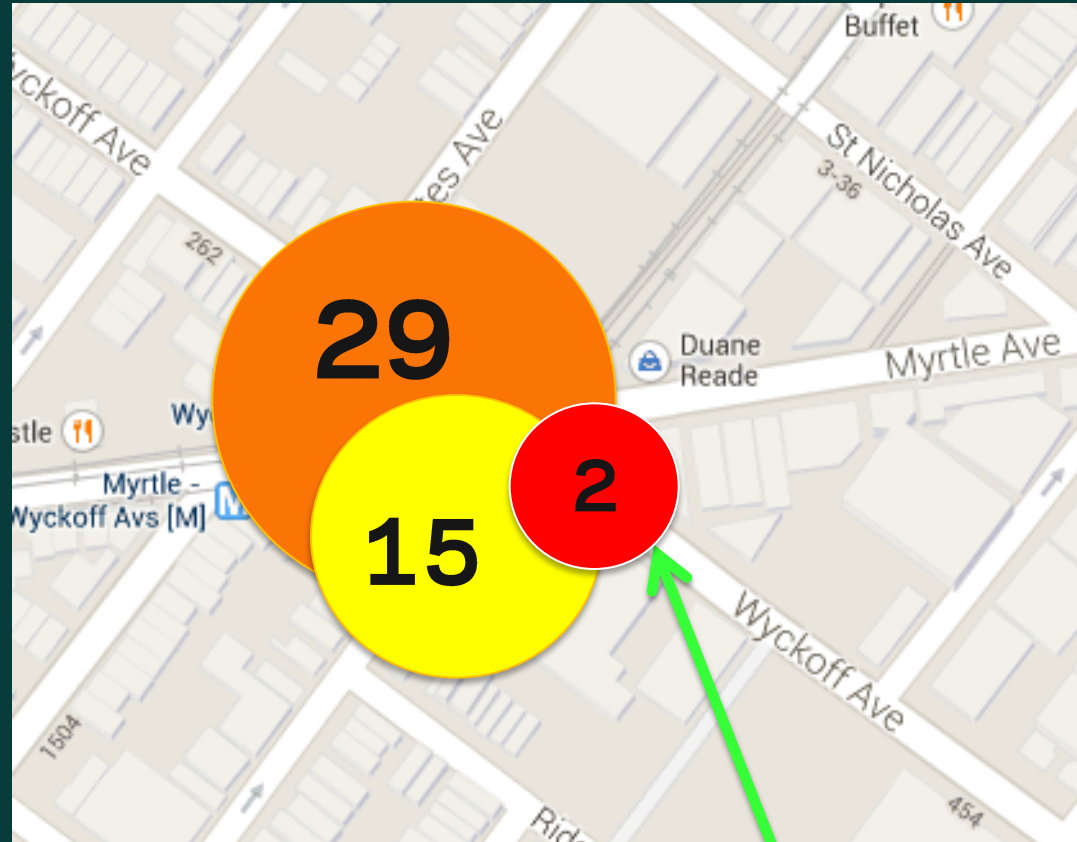 Buffet
yckoff Ave
es Ave
St Nicholas Ave
3-36
262
29
Duane
Reade
Myrtle Ave
stle
Wy
Myrtle -
Wyckoff Avs [M]
M
2
15
Wyckoff Ave
1504
454
Rid